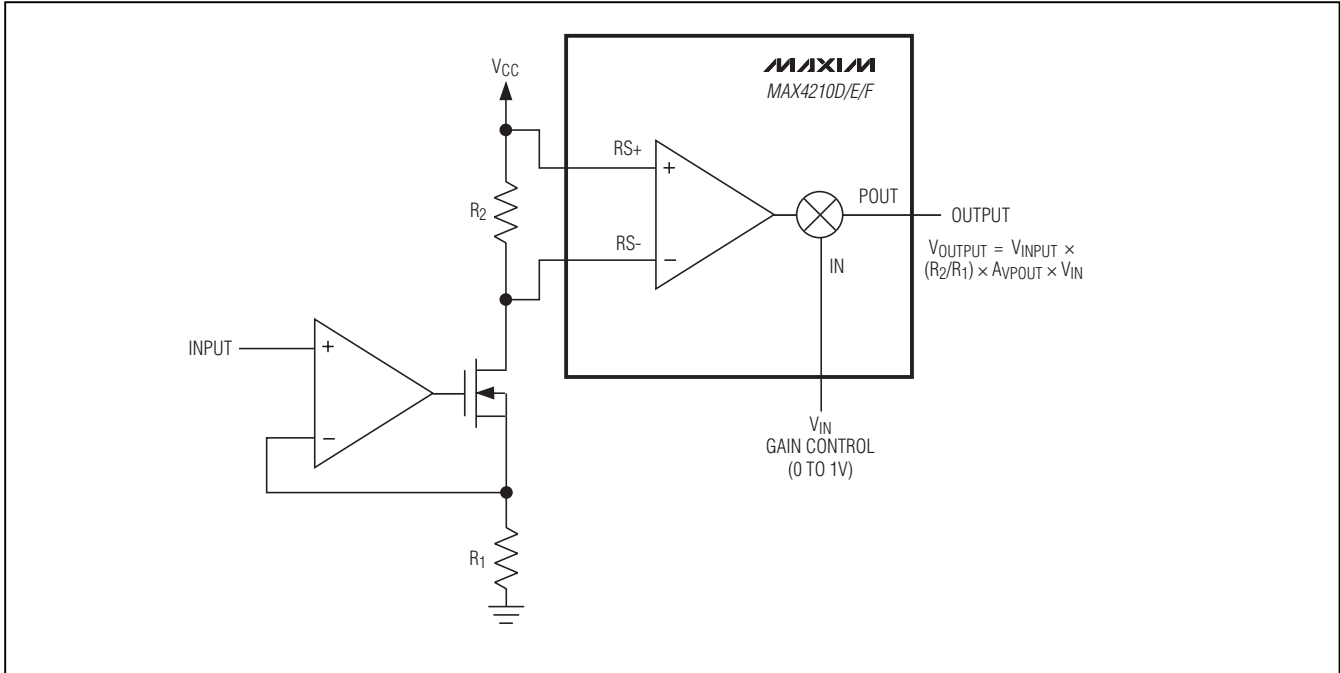 VCC
MAXIM
MAX4210D/E/F
RS+
+
R2
POUT
OUTPUT
RS-
−
IN
VOUTPUT = VINPUT ×
(R2/R1) × AVPOUT × VIN
INPUT
+
−
VIN
GAIN CONTROL
(0 TO 1V)
R1